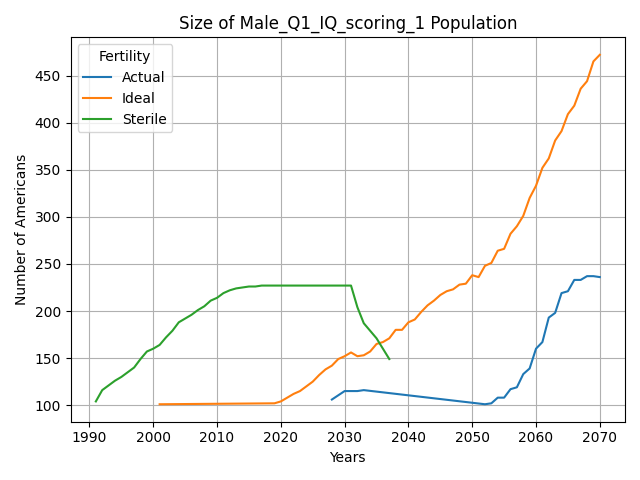 Size of Male_Q1_IQ_scoring_1 Population
Fertility
Actual
Ideal
Sterile
Number of Americans
450
400
350
300
250
200
150
100
1990 2000 2010 2020 2030 2040 2050 2060 2070
Years